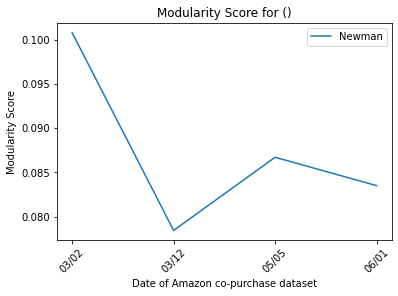 Modularity Score for ()
Newman
0.100
0.095
0.090
0.085
0.080
Modularity Score
03/02
03/12
05/05
06/01
Date of Amazon co-purchase dataset